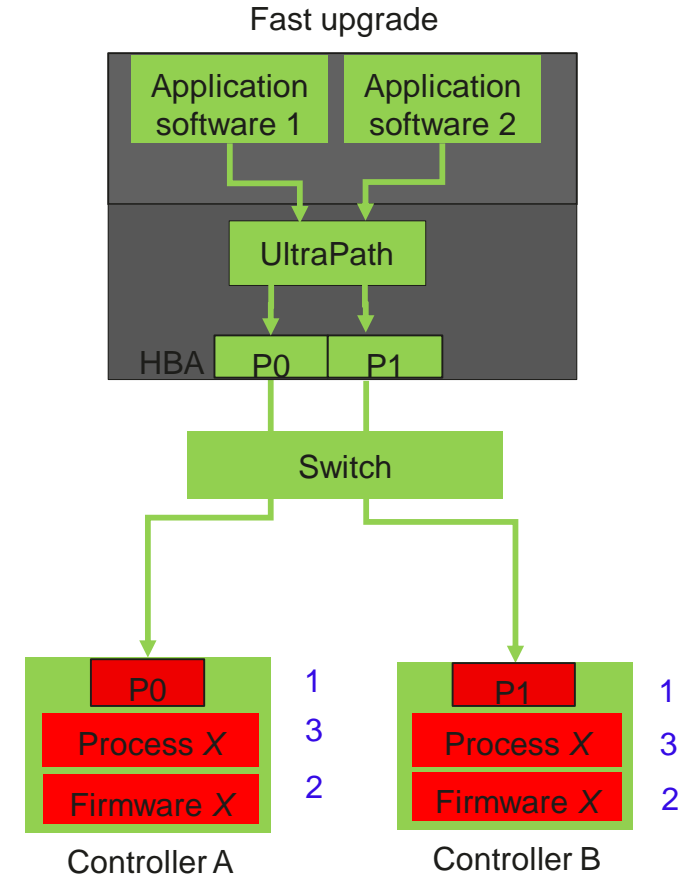 Fast upgrade
Application
software 1
Application
software 2
UltraPath
HBA
P0
P1
Switch
P0
1
Process X
3
Firmware X
2
P1
1
Process X
3
Firmware X
2
Controller A
Controller B